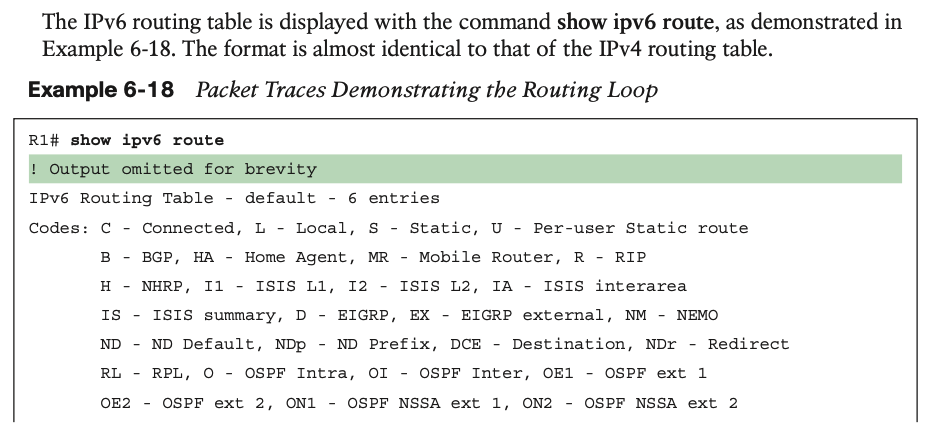 The IPv6 routing table is displayed with the command show ipv6 route, as demonstrated in
Example 6-18. The format is almost identical to that of the IPv4 routing table.
Example 6-18 Packet Traces Demonstrating the Routing Loop
R1# show ipv6 route
! Output omitted for brevity
IPv6 Routing Table - default - 6 entries
Codes: C - Connected, L - Local, S - Static, U - Per-user Static route
B - BGP, HA - Home Agent, MR - Mobile Router, R - RIP
H - NHRP, I1 - ISIS L1, I2 - ISIS L2, IA - ISIS interarea
IS - ISIS summary, D - EIGRP, EX - EIGRP external, NM - NEMO
ND - ND Default, NDp - ND Prefix, DCE - Destination, NDr - Redirect
RL - RPL, O - OSPF Intra, OI - OSPF Inter, OE1 - OSPF ext 1
OE2 - OSPF ext 2, ON1 - OSPF NSSA ext 1, ON2 - OSPF NSSA ext 2